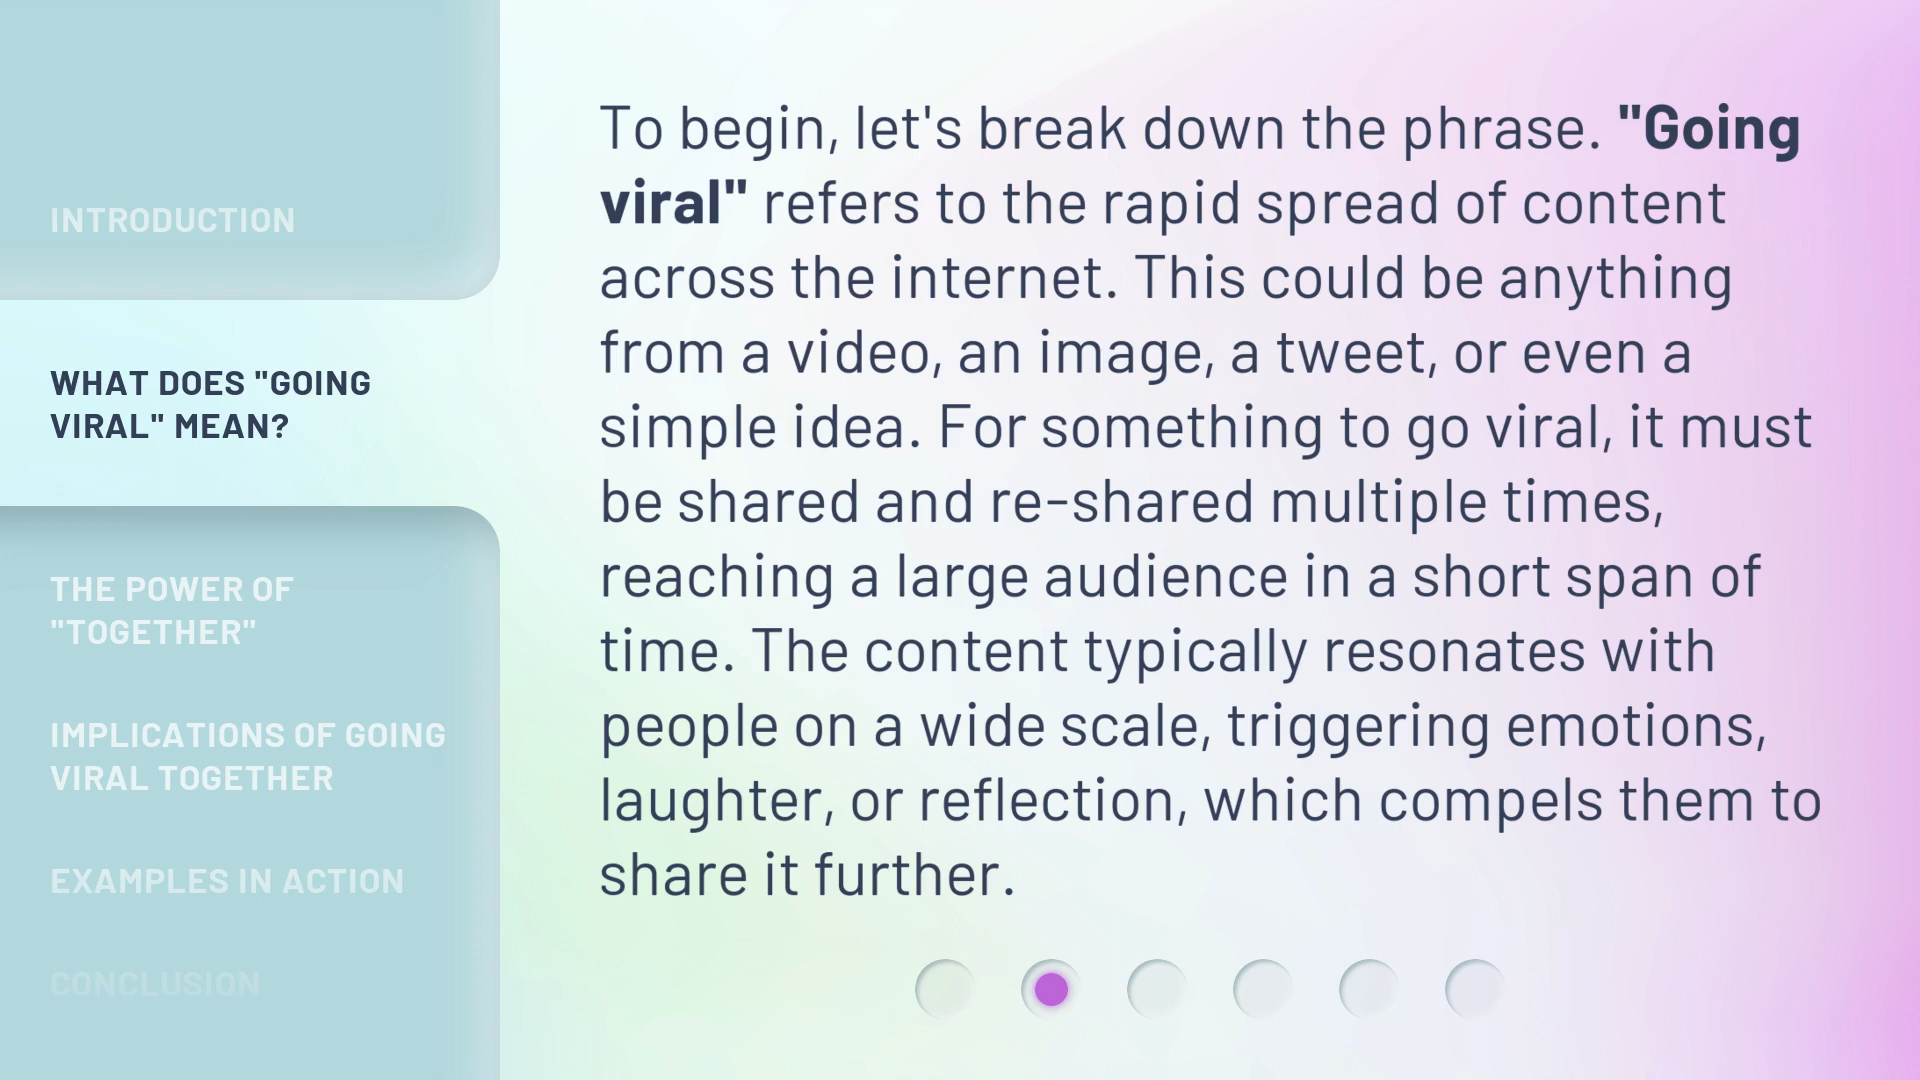 INTRODUCTION
WHAT DOES "GOING
VIRAL" MEAN?
THE POWER OF
"TOGETHER"
IMPLICATIONS OF GOING
VIRAL TOGETHER
EXAMPLES IN ACTION
CONCLUSION
To begin, let's break down the phrase. "Going
viral" refers to the rapid spread of content
across the internet. This could be anything
from a video, an image, a tweet, or even a
simple idea. For something to go viral, it must
be shared and re-shared multiple times,
reaching a large audience in a short span of
time. The content typically resonates with
people on a wide scale, triggering emotions,
laughter, or reflection, which compels them to
share it further.